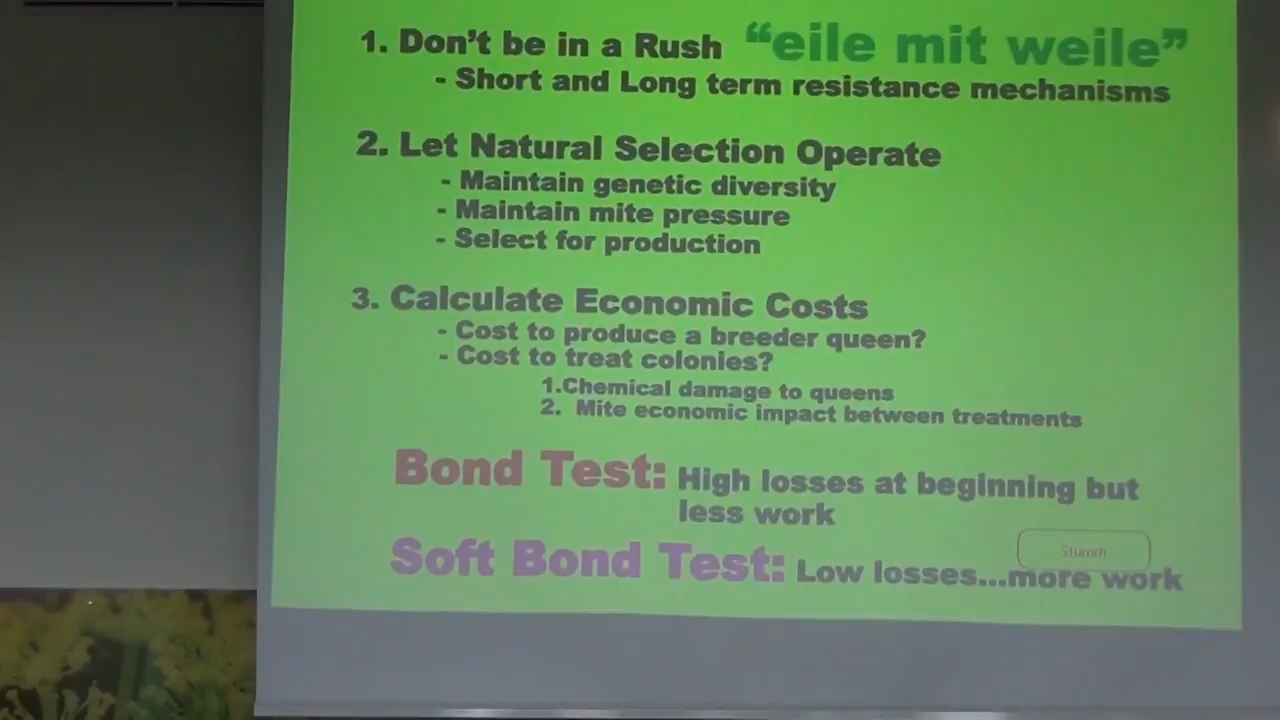 1. Don't be in a Rush "eile mit weile"
- Short and Long term resistance mechanisms
2. Let Natural Selection Operate
- Maintain genetic diversity
- Maintain mite pressure
- Select for production
3. Calculate Economic Costs
- Cost to produce a breeder queen?
- Cost to treat colonies?
1.Chemical damage to queens
2. Mite economic impact between treatments
Bond Test: High losses at beginning but
less work
Stumm
Soft Bond Test: Low losses...more work